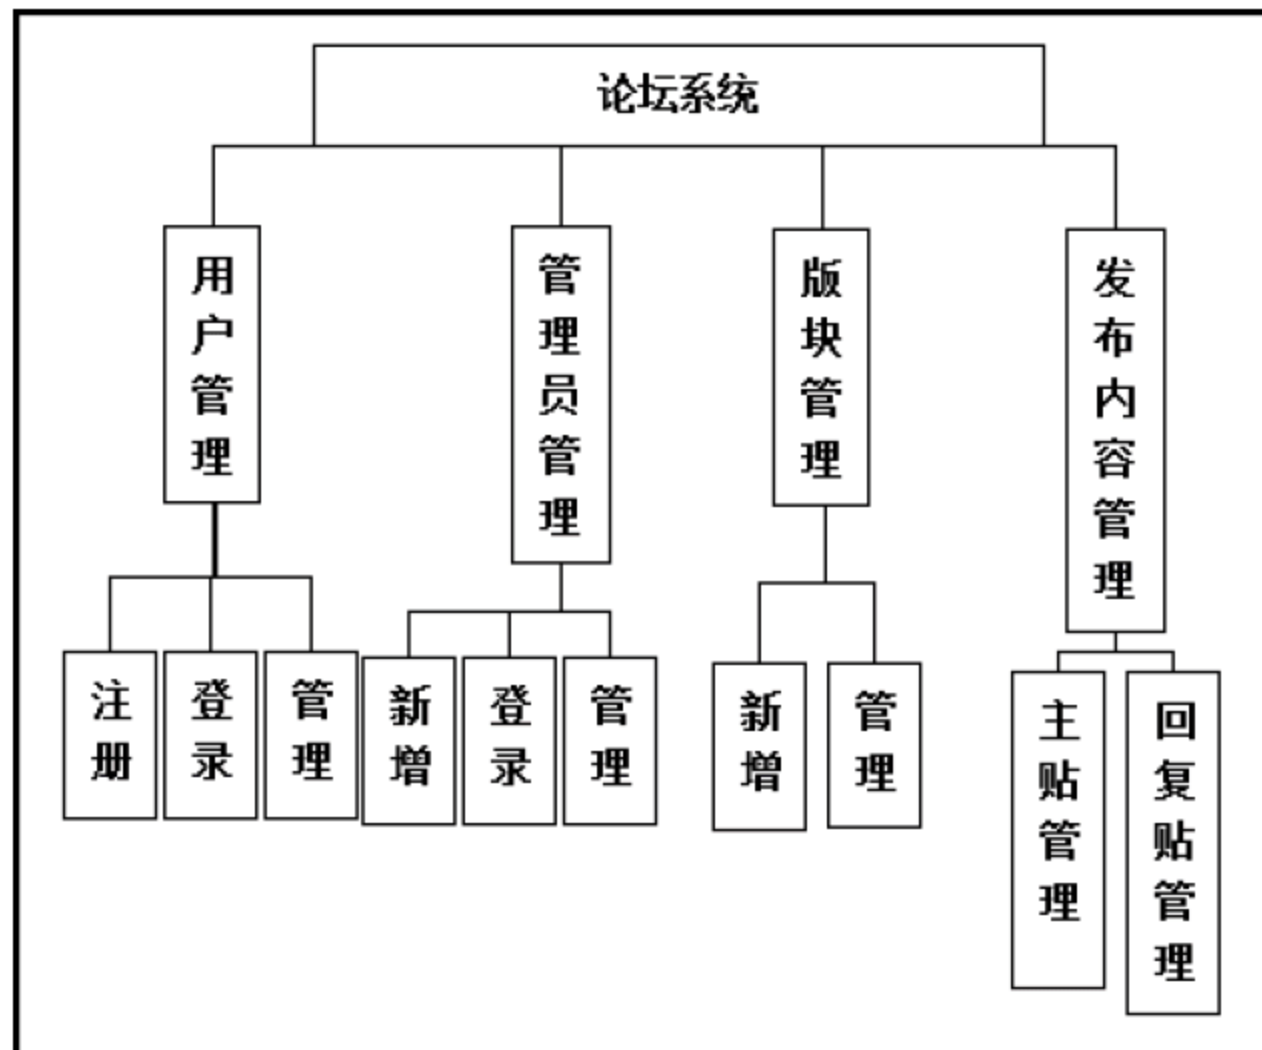 论坛系统
用户管理
管理员管理
版块管理
发布内容管理
注册
登录
管理
新增
登录
管理
新增
管理
主贴管理
回复贴管理